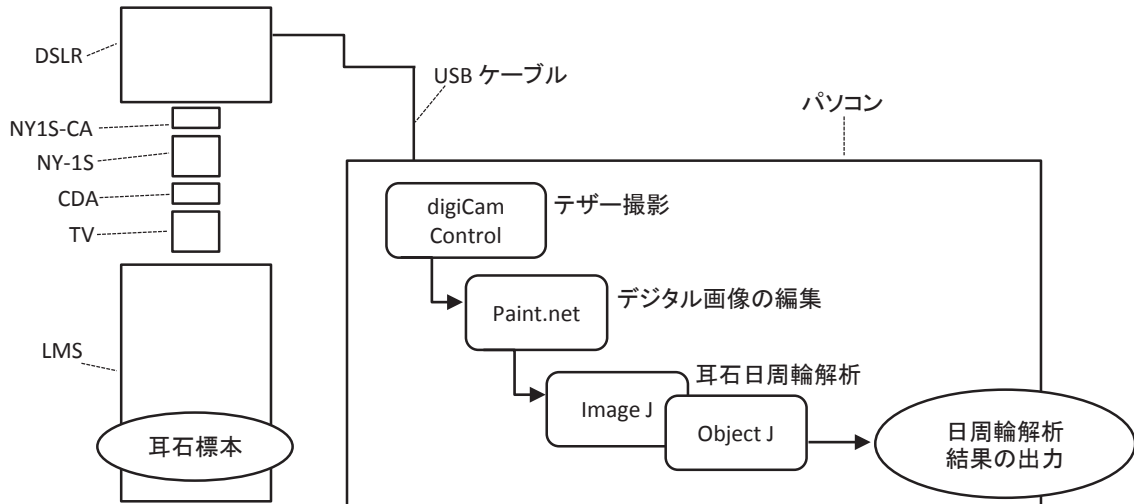 DSLR
NY1S-CA
NY-1S
CDA
TV
LMS
耳石標本
USB ケーブル
パソコン
digiCam
Control
テザー撮影
Paint.net
デジタル画像の編集
耳石日周輪解析
Image J
Object J
日周輪解析
結果の出力